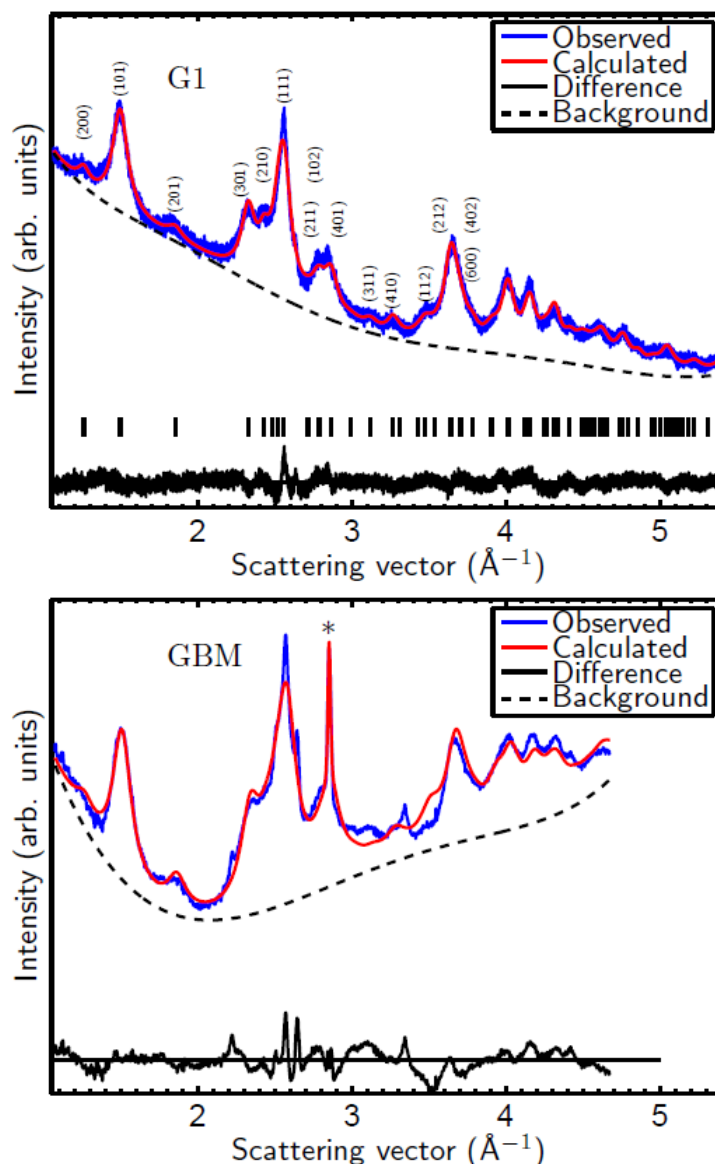 G1
Observed
Calculated
Difference
Background
(200)
(101)
(201)
(301)
(210)
(111)
(211)
(102)
(401)
(311)
(410)
(112)
(212)
(402)
(600)
Intensity (arb. units)
2 3 4 5
Scattering vector (Å⁻¹)
GBM
*
Observed
Calculated
Difference
Background
Intensity (arb. units)
2 3 4 5
Scattering vector (Å⁻¹)